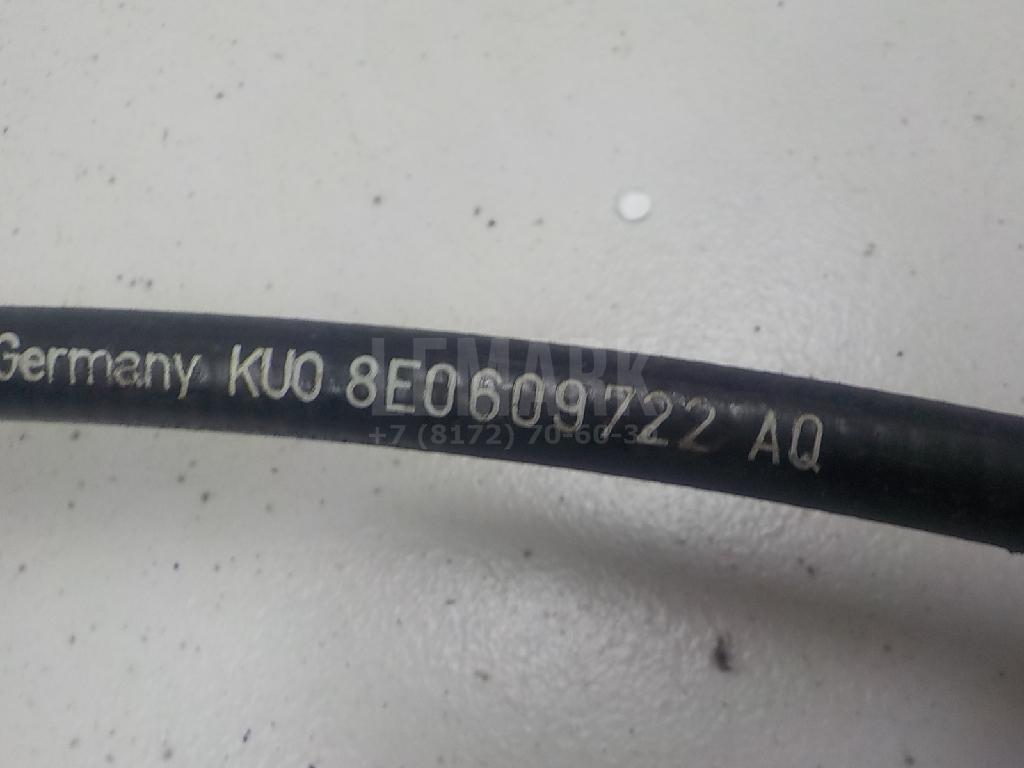 Germany KU0 8E0609722 AQ
LEMARK
+7 (8172) 70-60-3